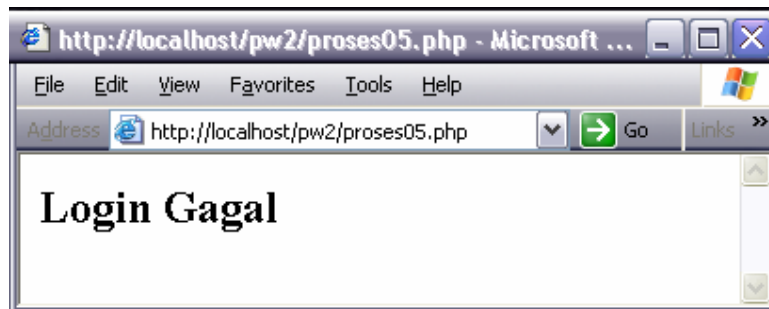 http://localhost/pw2/proses05.php - Microsoft ...
File Edit View Favorites Tools Help
Address http://localhost/pw2/proses05.php Go Links »
Login Gagal